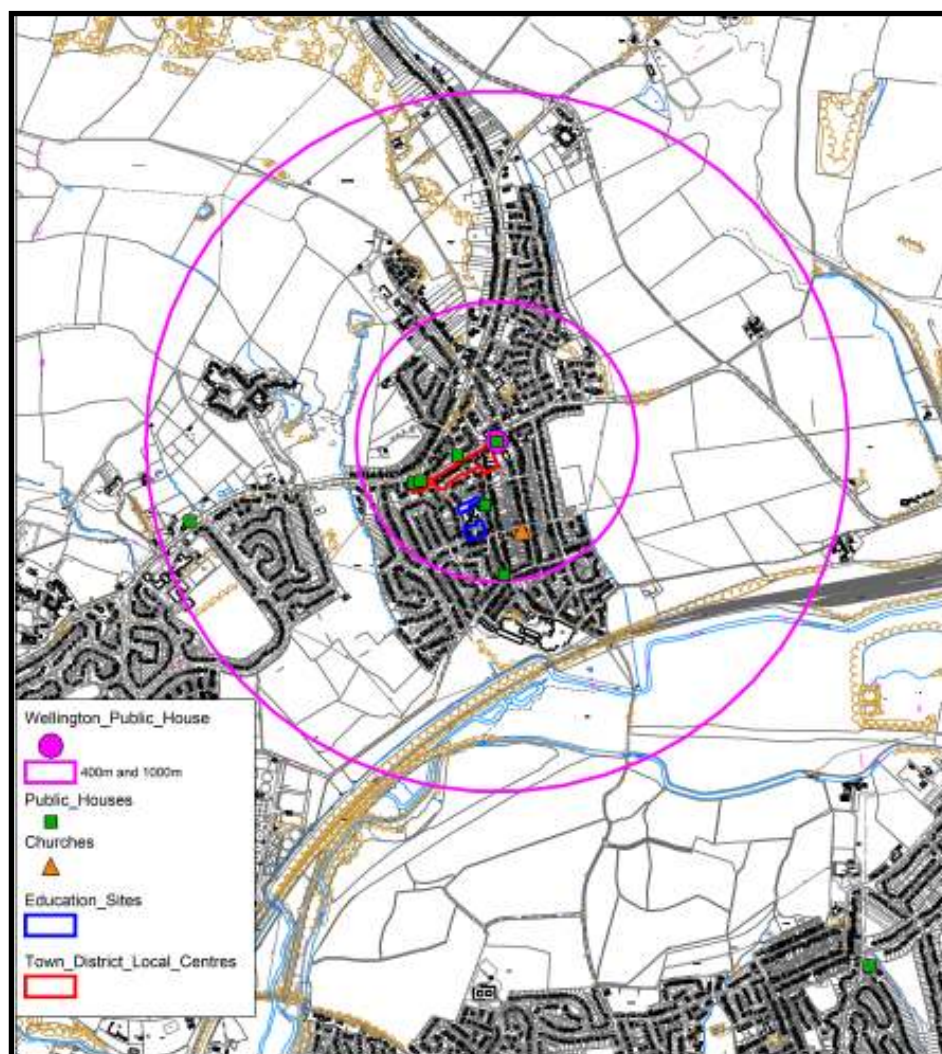 Wellington_Public_House
400m and 1000m
Public_Houses
Churches
Education_Sites
Town_District_Local_Centres